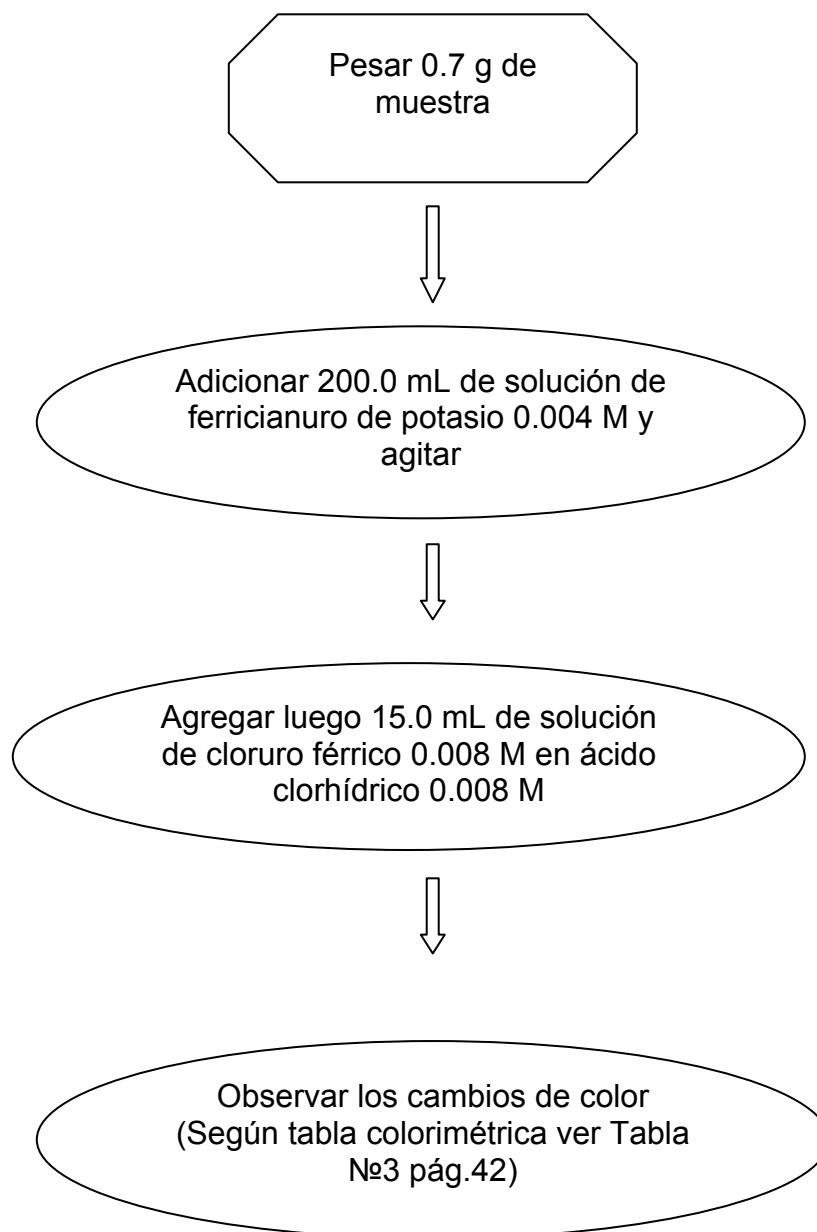 Pesar 0.7 g de
muestra
Adicionar 200.0 mL de solución de
ferricianuro de potasio 0.004 M y
agitar
Agregar luego 15.0 mL de solución
de cloruro férrico 0.008 M en ácido
clorhídrico 0.008 M
Observar los cambios de color
(Según tabla colorimétrica ver Tabla
№3 pág.42)